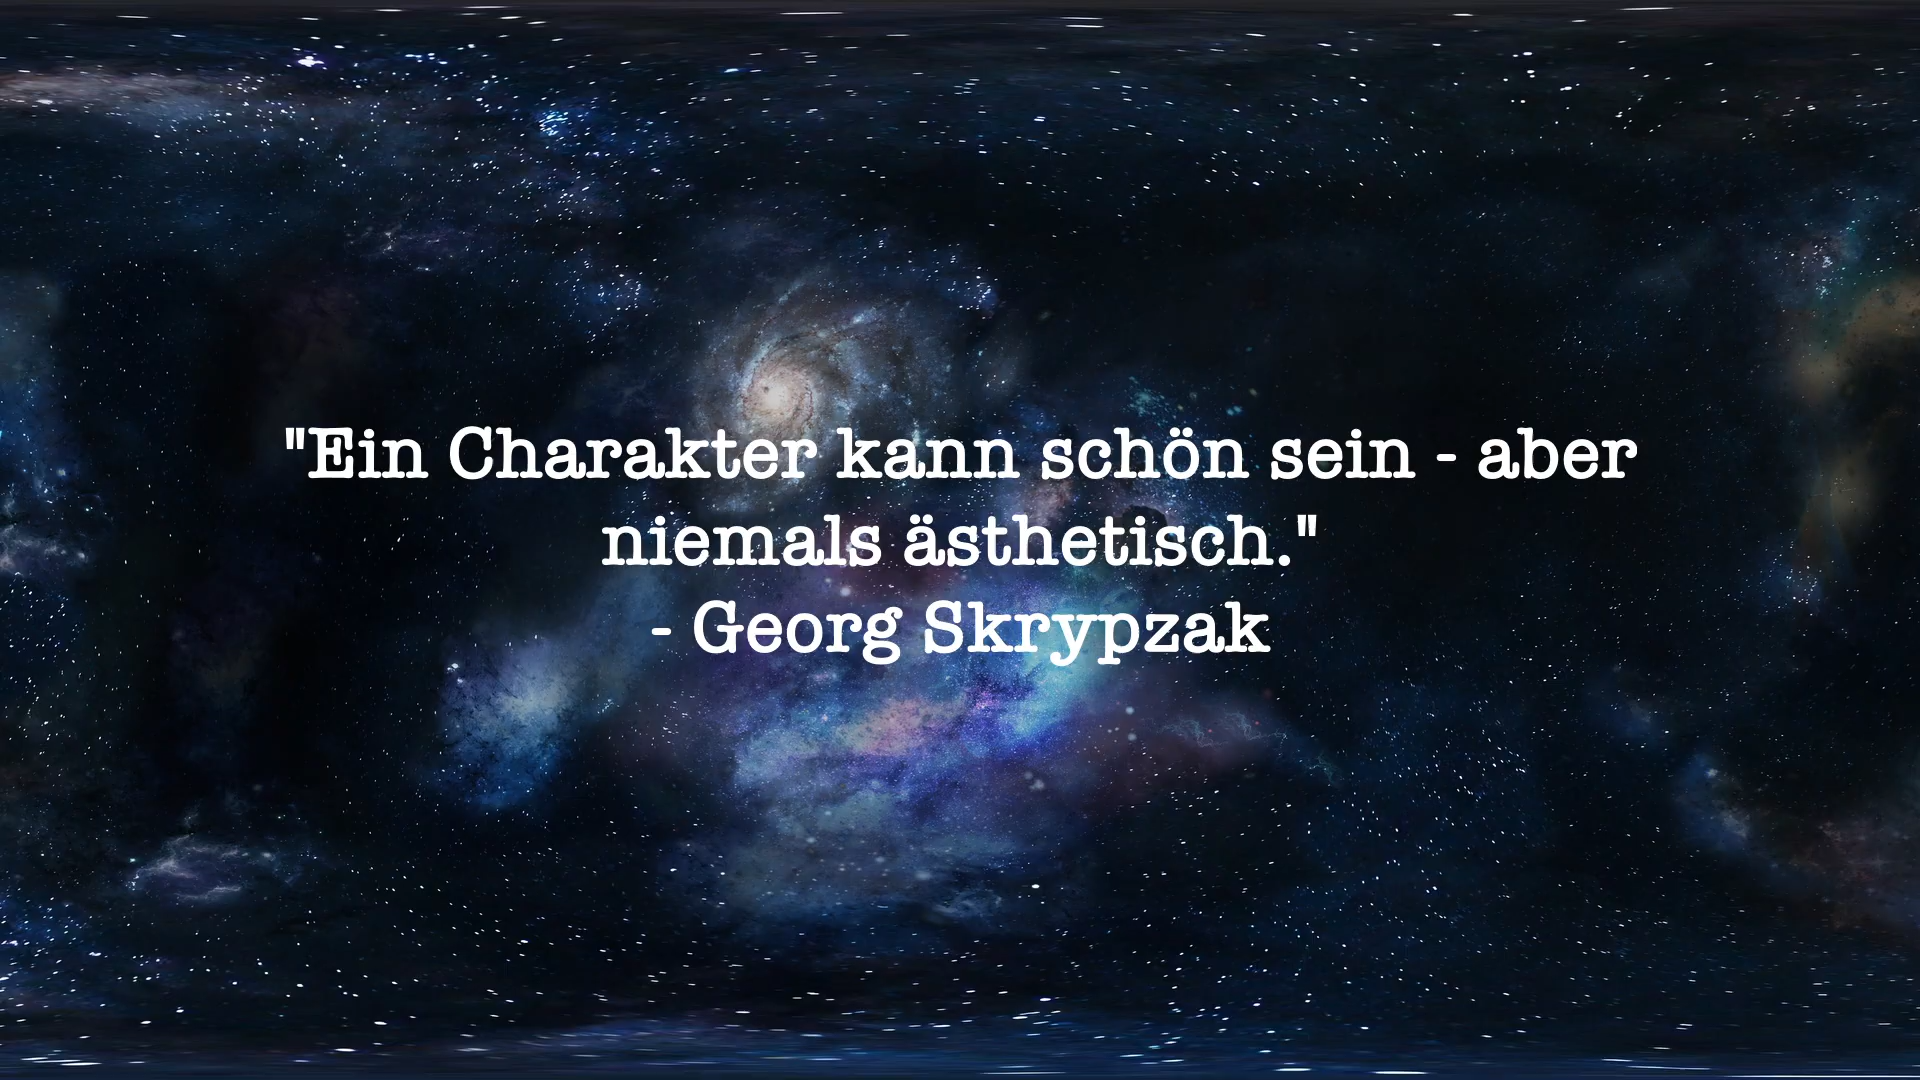 "Ein Charakter kann schön sein - aber
niemals ästhetisch."
- Georg Skrypzak